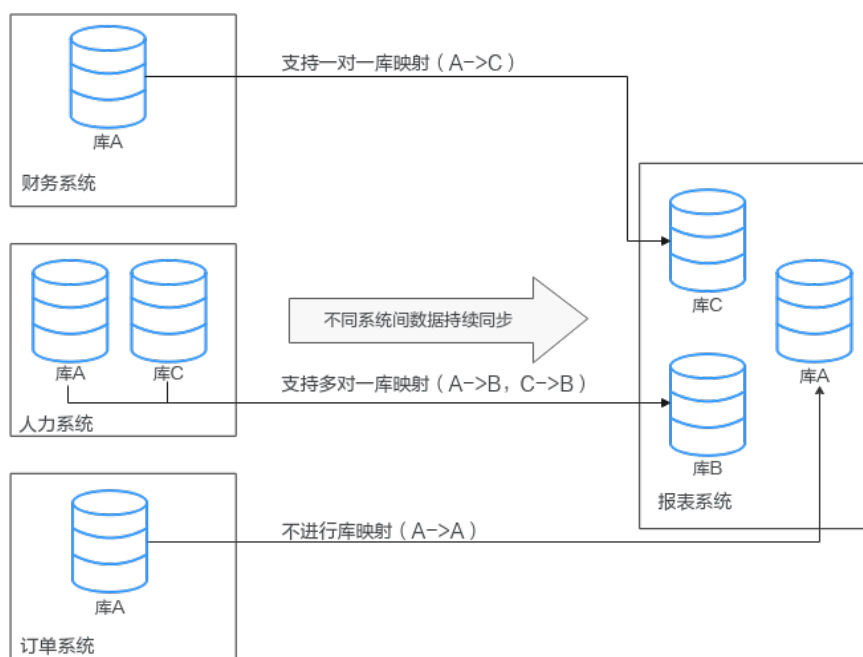 支持一对一库映射（A->C）
库A
财务系统
不同系统间数据持续同步
库C
库A
库C
库A
支持多对一库映射（A->B，C->B）
人力系统
库B
报表系统
不进行库映射（A->A）
库A
订单系统